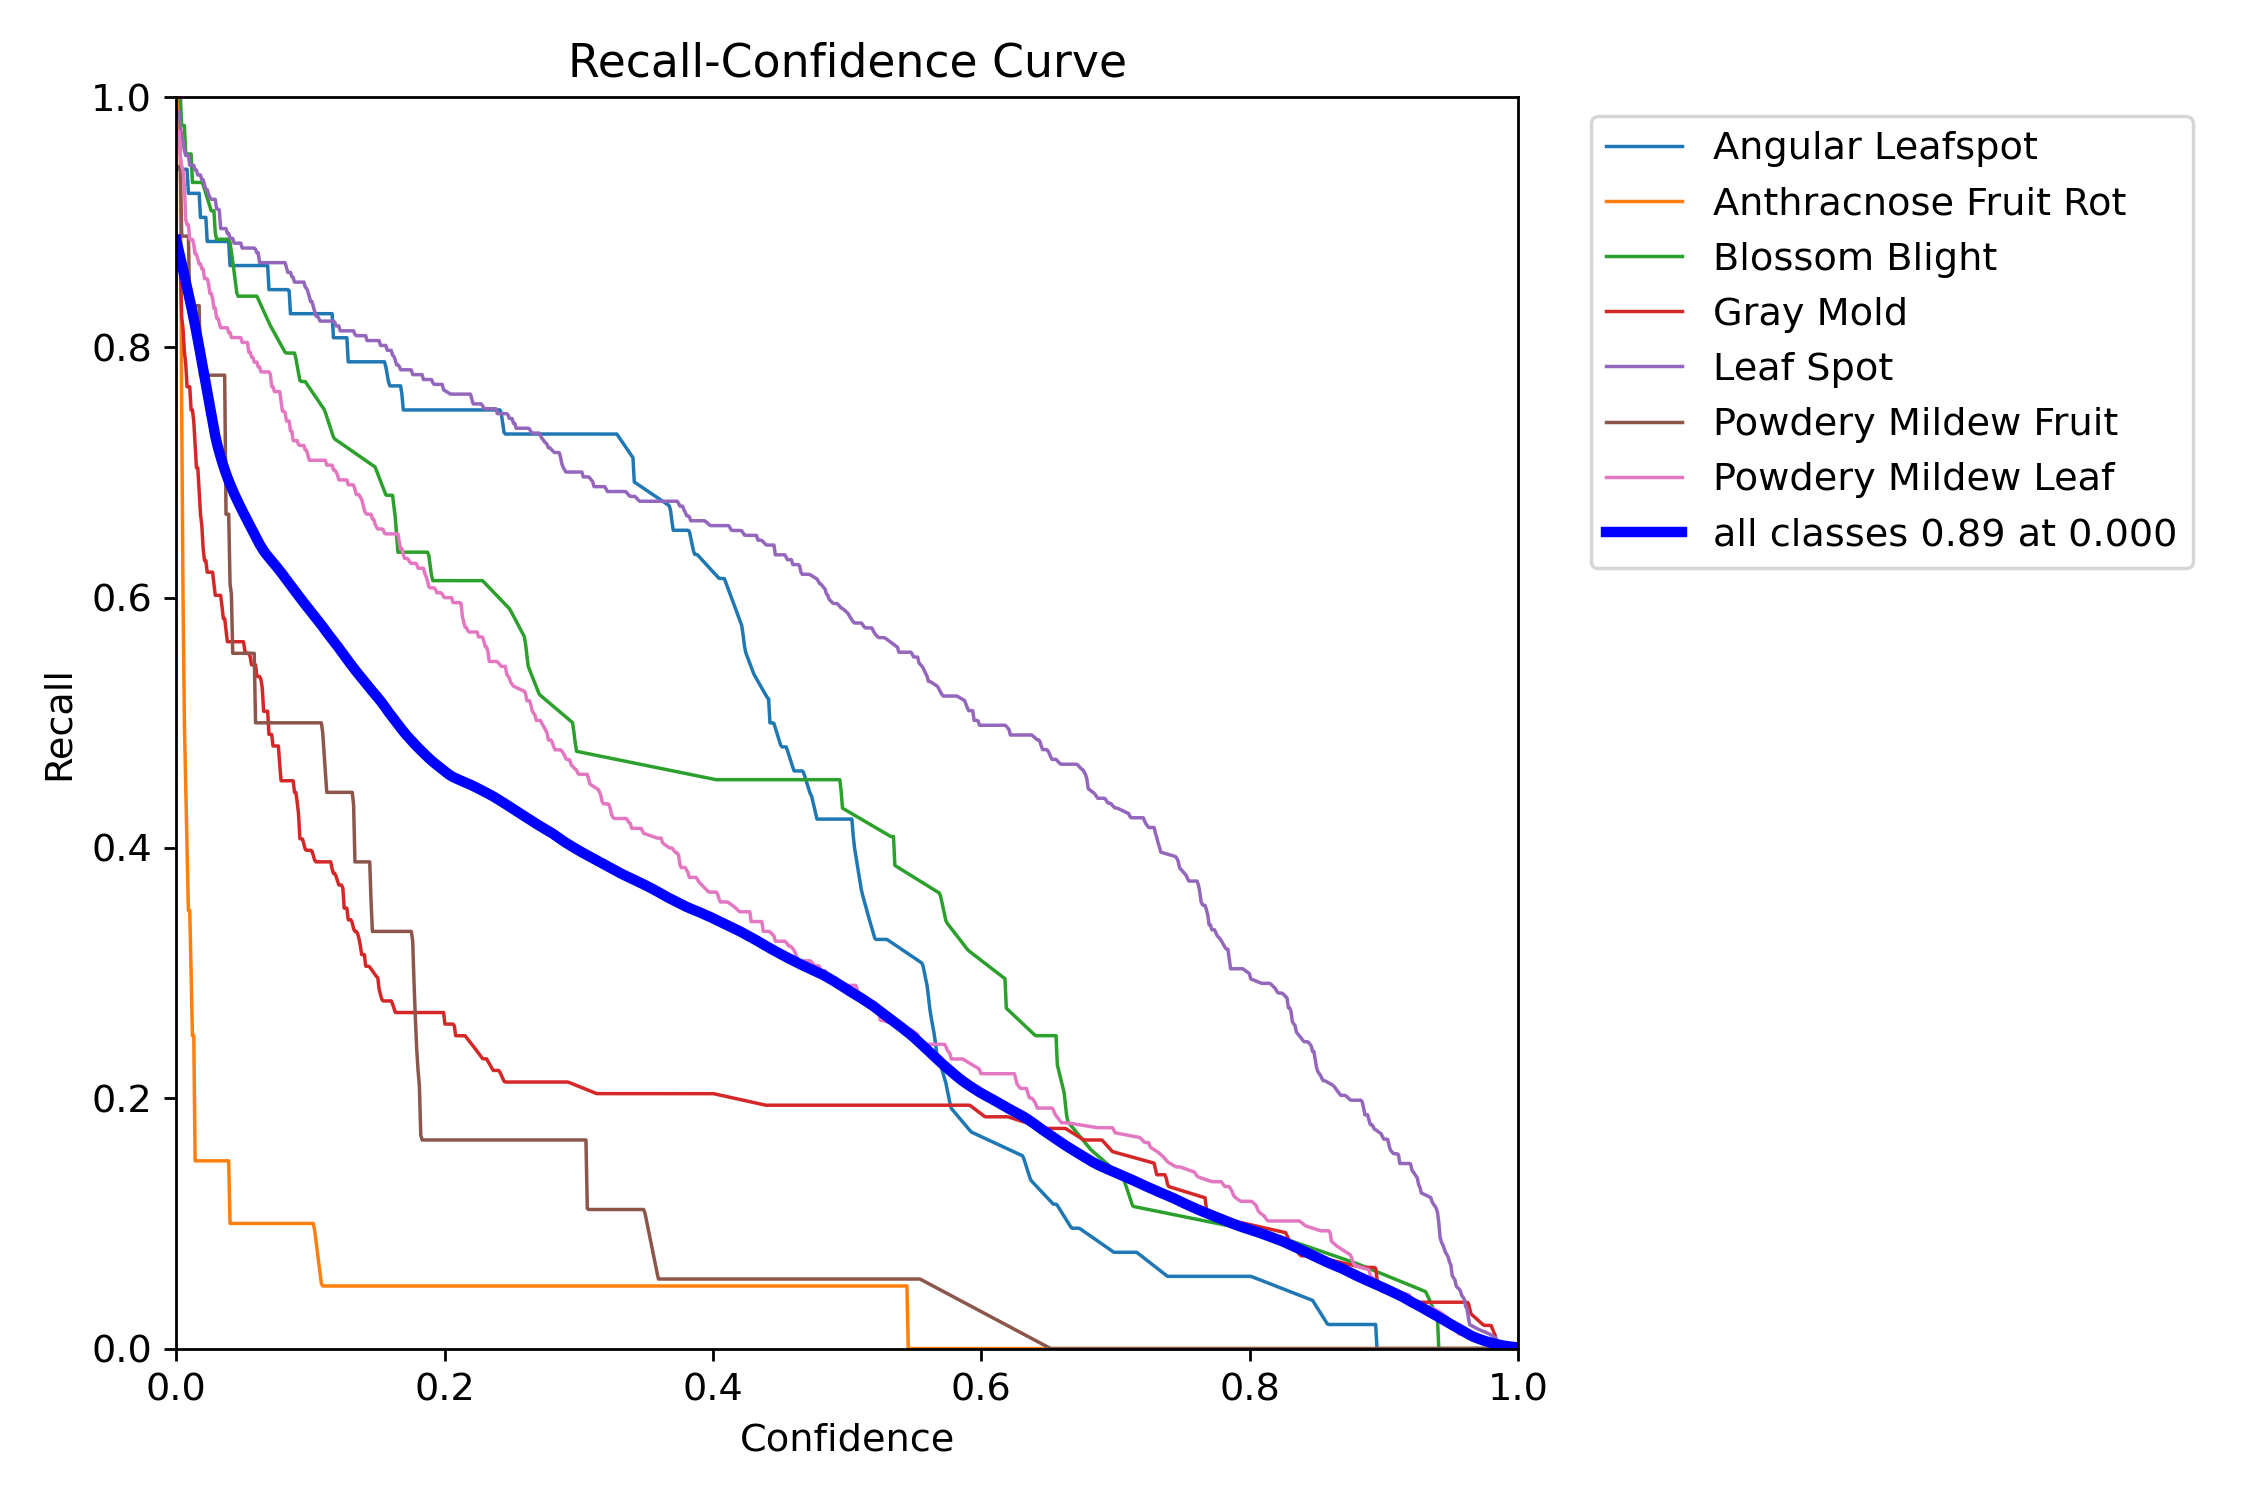 Recall-Confidence Curve
1.0
0.8
0.6
0.4
0.2
0.0
Recall
0.0 0.2 0.4 0.6 0.8 1.0
Confidence
Angular Leafspot
Anthracnose Fruit Rot
Blossom Blight
Gray Mold
Leaf Spot
Powdery Mildew Fruit
Powdery Mildew Leaf
all classes 0.89 at 0.000